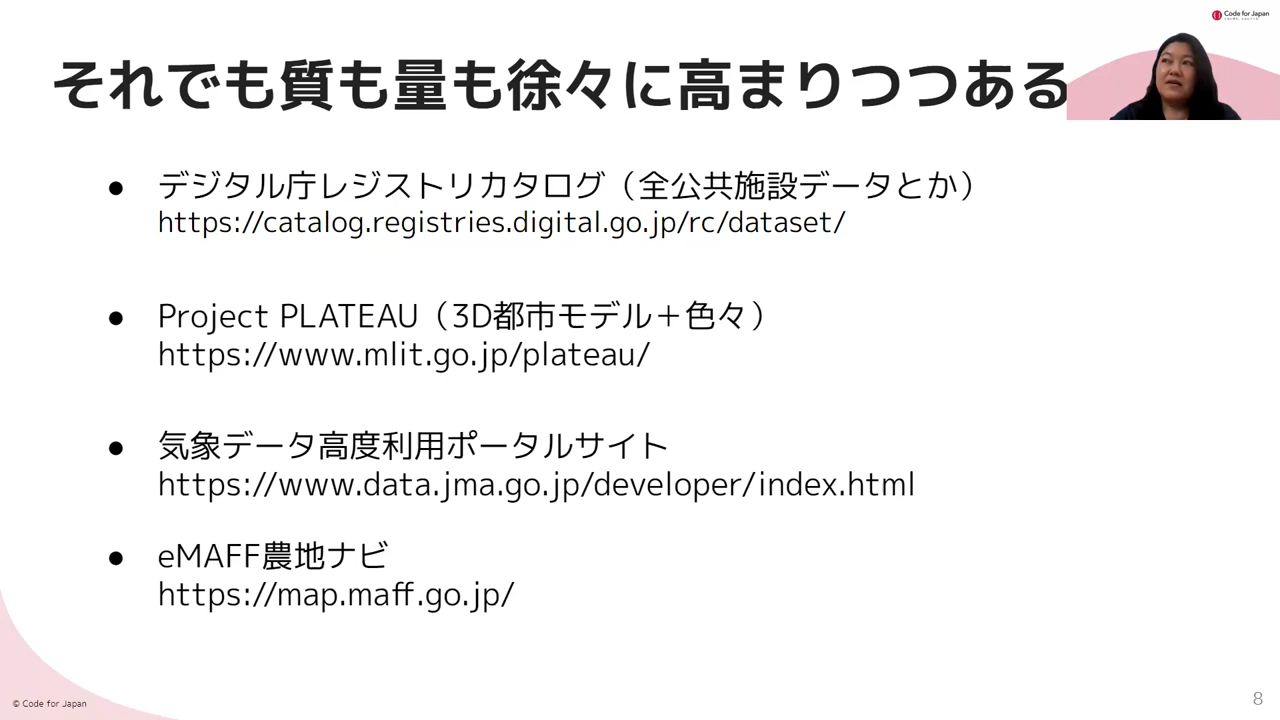 Code for Japan
それでも質も量も徐々に高まりつつある
● デジタル庁レジストリカタログ（全公共施設データとか）
https://catalog.registries.digital.go.jp/rc/dataset/
● Project PLATEAU（3D都市モデル＋色々）
https://www.mlit.go.jp/plateau/
● 気象データ高度利用ポータルサイト
https://www.data.jma.go.jp/developer/index.html
● eMAFF農地ナビ
https://map.maff.go.jp/
© Code for Japan
8